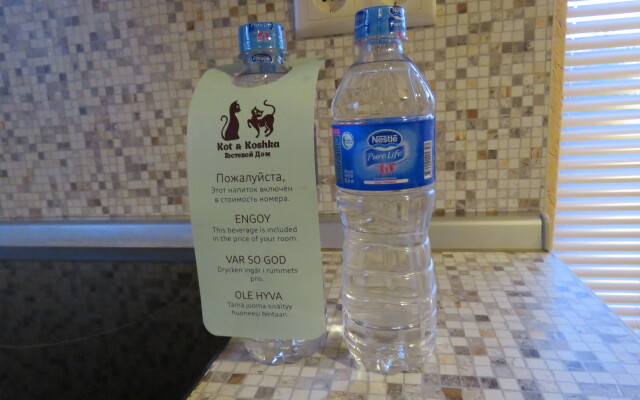 Kot & Koshka
Гостевой Дом
Пожалуйста,
Этот напиток включён
в стоимость номера.
ENGOY
This beverage is included
in the price of your room.
VAR SO GOD
Drycken ingår i rummets
pris.
OLE HYVA
Tämä juoma sisältyy
huoneesi hintaan.
Nestlé
Pure Life